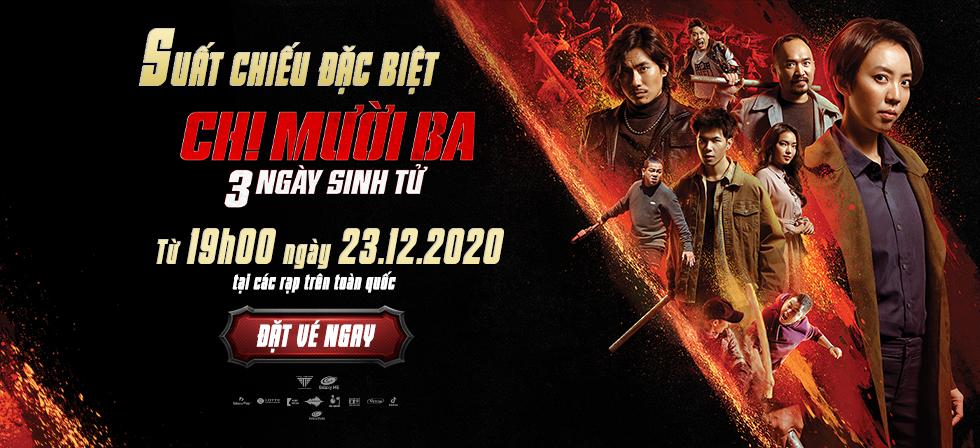 SUẤT CHIẾU ĐẶC BIỆT
CHỊ MƯỜI BA
3 NGÀY SINH TỬ
Từ 19h00 ngày 23.12.2020
tại các rạp trên toàn quốc
ĐẶT VÉ NGAY